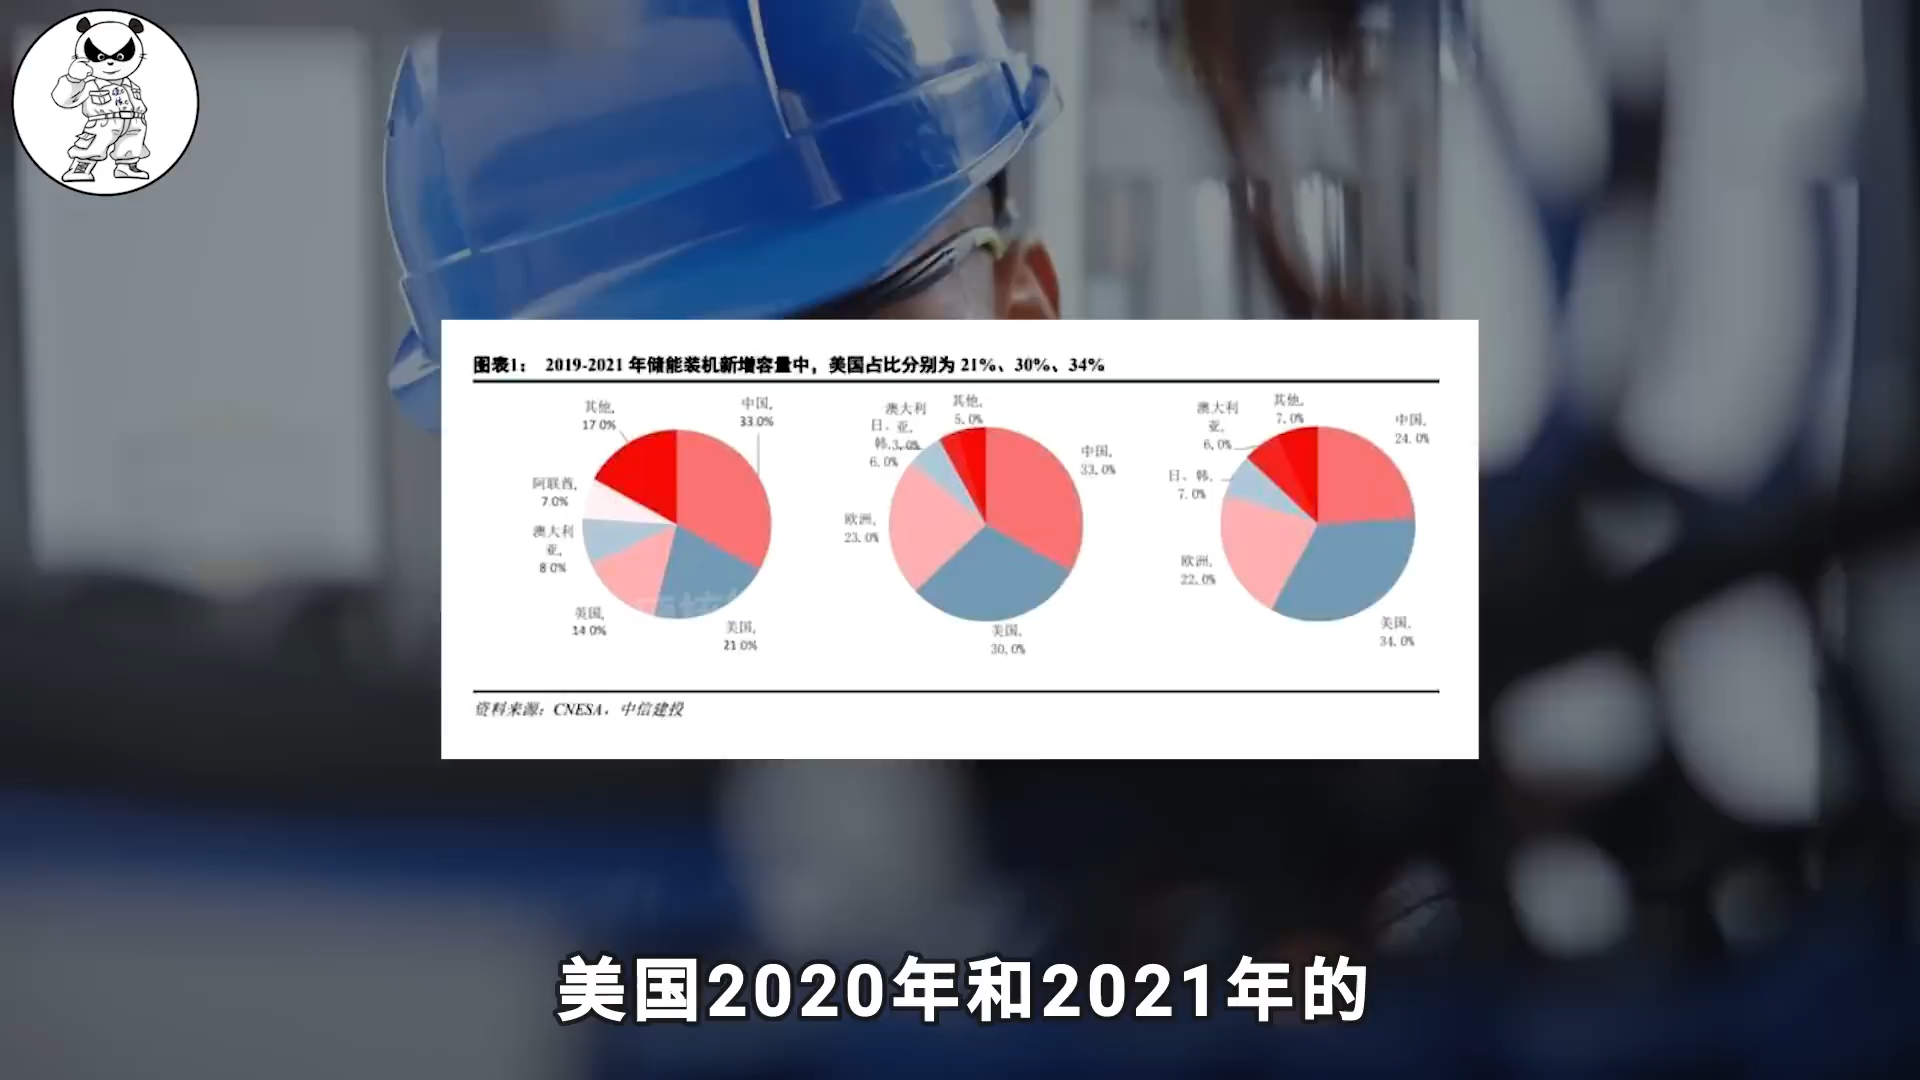 图表1： 2019-2021 年储能装机新增容量中，美国占比分别为 21%、30%、34%
其他,
17.0%
中国,
33.0%
阿联酋,
7.0%
澳大利
亚,
8.0%
英国,
14.0%
美国,
21.0%
其他,
5.0%
澳大利
亚,
3.0%
日、
韩,
6.0%
中国,
33.0%
欧洲,
23.0%
美国,
30.0%
其他,
7.0%
澳大利
亚,
6.0%
中国,
24.0%
日、韩,
7.0%
欧洲,
22.0%
美国,
34.0%
资料来源：CNESA，中信建投
美国2020年和2021年的